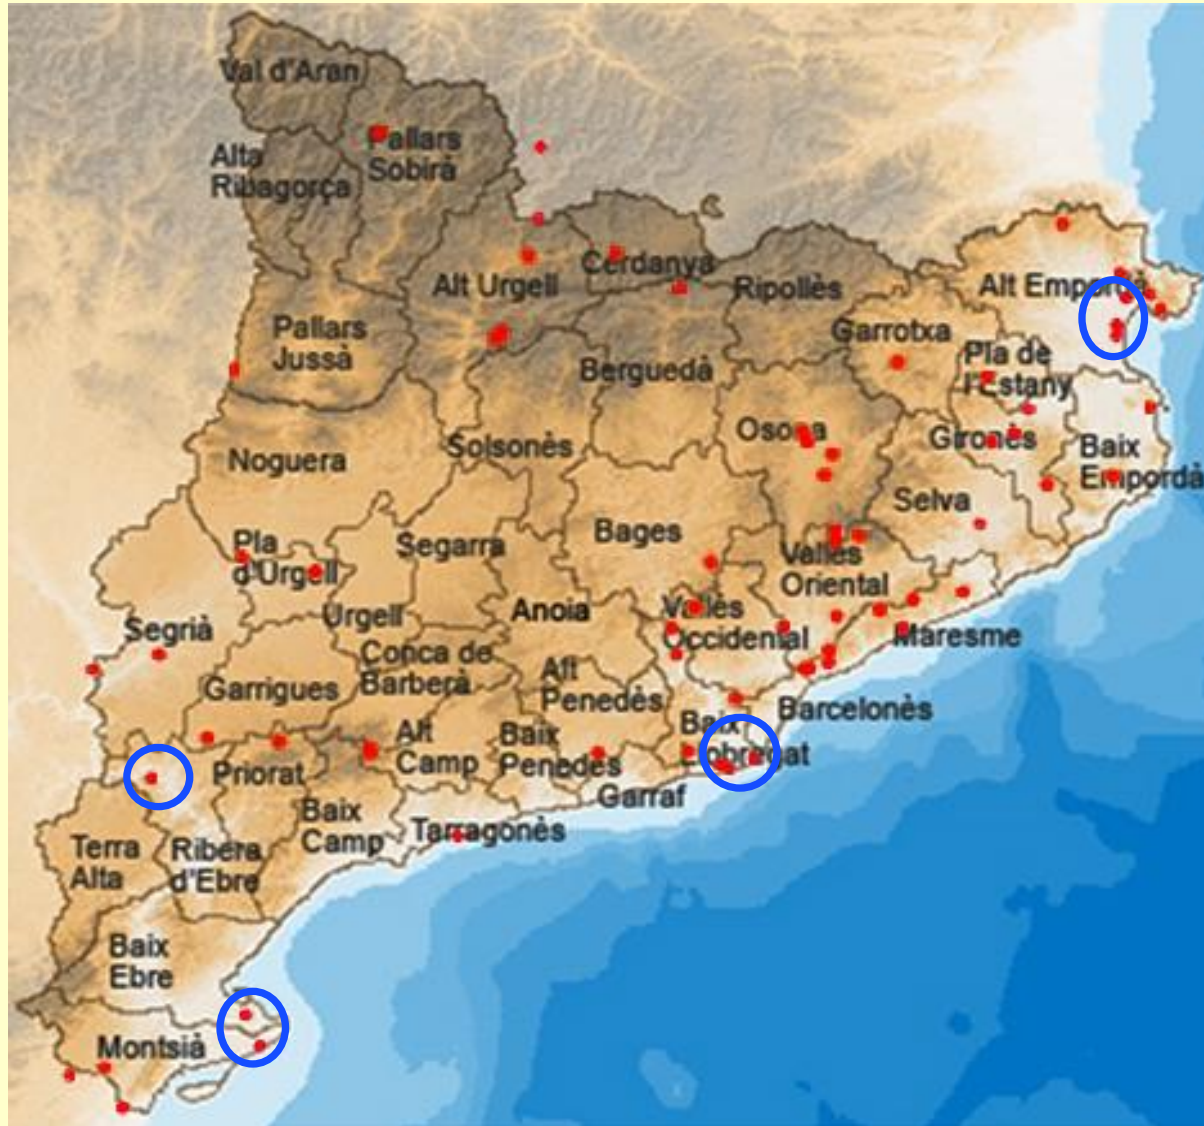 Val d'Aran
Pallars
Sobirà
Alta
Ribagorça
Cerdanya
Alt Urgell
Ripollès
Alt Empordà
Pallars
Jussà
Garrotxa
Berguedà
Pla de
l'Estany
Osona
Gironès
Baix
Empordà
Solsonès
Noguera
Selva
Bages
Segarra
Pla
d'Urgell
Vallès
Oriental
Urgell
Anoia
Vallès
Occidental
Maresme
Segrià
Conca de
Barberà
Garrigues
Alt
Penedès
Barcelonès
Baix
Llobregat
Alt
Camp
Baix
Penedès
Priorat
Garraf
Baix
Camp
Tarragonès
Terra
Alta
Ribera
d'Ebre
Baix
Ebre
Montsià